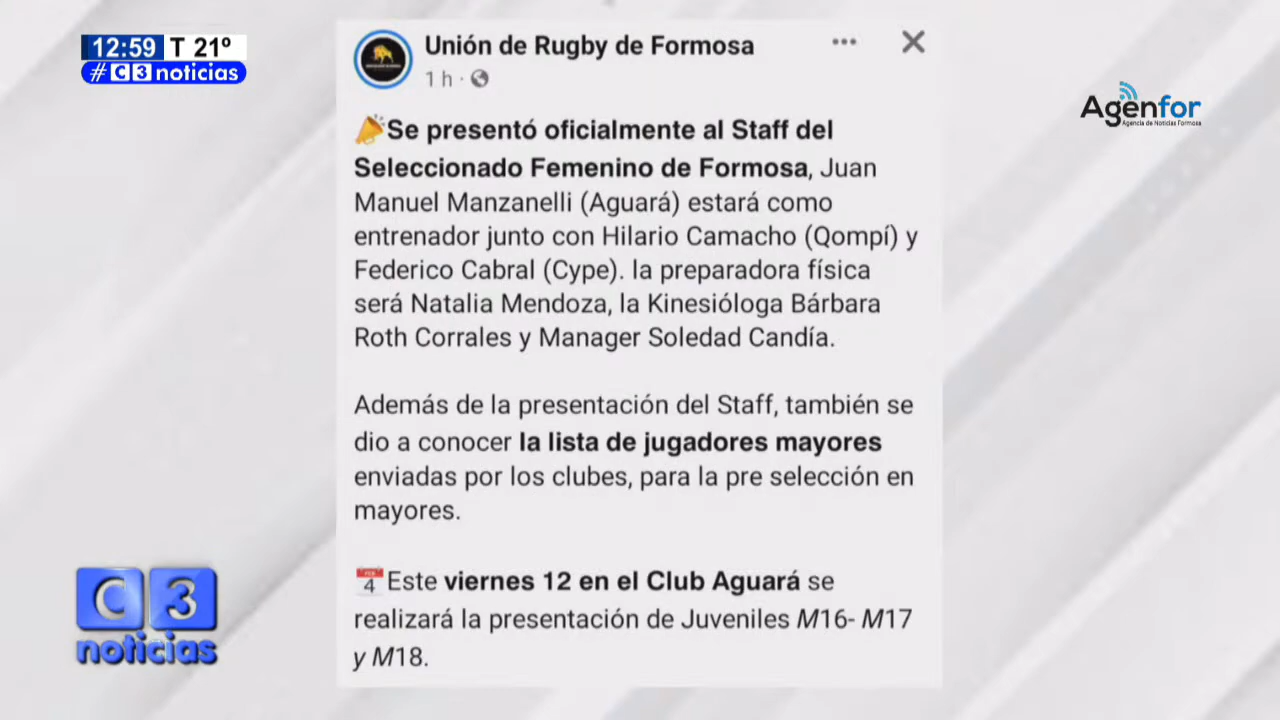 12:59 T 21º
# C3 noticias
Unión de Rugby de Formosa
1 h ·
Agenfor
Agencia de Noticias Formosa
Se presentó oficialmente al Staff del
Seleccionado Femenino de Formosa, Juan
Manuel Manzanelli (Aguará) estará como
entrenador junto con Hilario Camacho (Qompí) y
Federico Cabral (Cype). la preparadora física
será Natalia Mendoza, la Kinesióloga Bárbara
Roth Corrales y Manager Soledad Candía.
Además de la presentación del Staff, también se
dio a conocer la lista de jugadores mayores
enviadas por los clubes, para la pre selección en
mayores.
Este viernes 12 en el Club Aguará se
realizará la presentación de Juveniles M16- M17
y M18.
C3
noticias